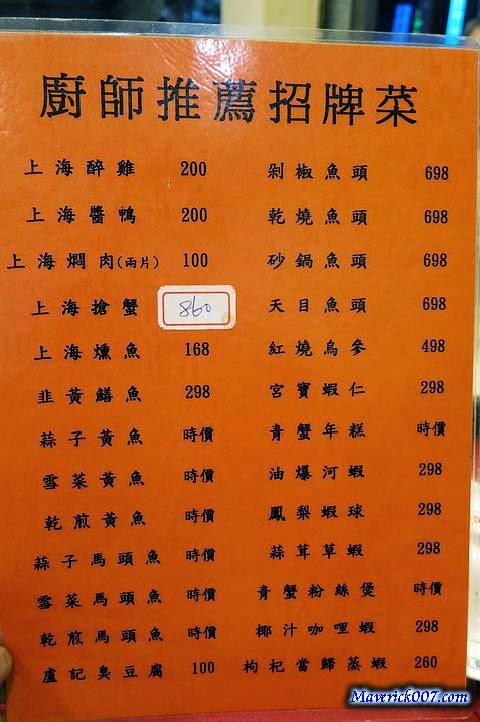 廚師推薦招牌菜
上海醉雞 200
上海醬鴨 200
上海燜肉(兩片) 100
上海搶蟹 860
上海燻魚 168
韭黃鱔魚 298
蒜子黃魚 時價
雪菜黃魚 時價
乾煎黃魚 時價
蒜子馬頭魚 時價
雪菜馬頭魚 時價
乾煎馬頭魚 時價
盧記臭豆腐 100
剁椒魚頭 698
乾燒魚頭 698
砂鍋魚頭 698
天目魚頭 698
紅燒烏參 498
宮寶蝦仁 298
青蟹年糕 時價
油爆河蝦 298
鳳梨蝦球 298
蒜茸草蝦 298
青蟹粉絲煲 時價
椰汁咖哩蝦 298
枸杞當歸蒸蝦 260
Maverick007.com